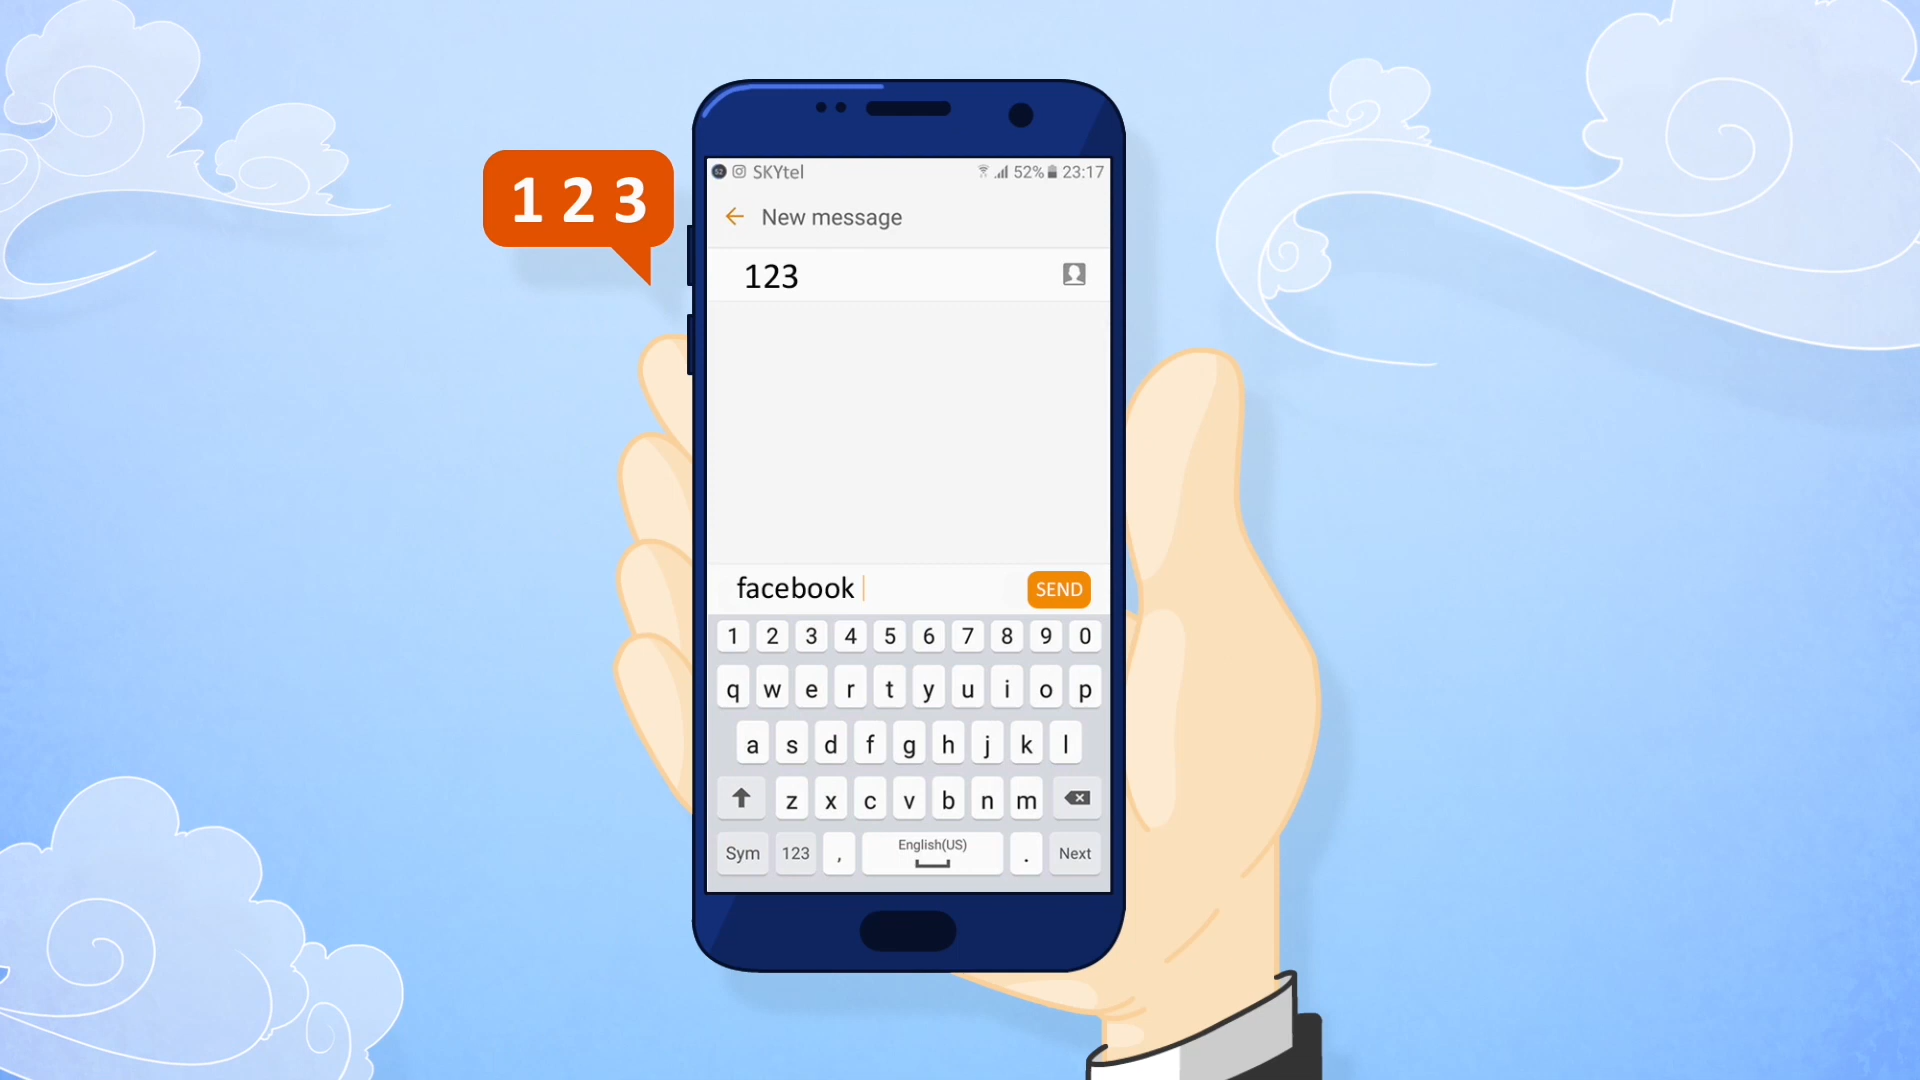 1 2 3
SKYtel 52% 23:17
New message
123
facebook SEND
1 2 3 4 5 6 7 8 9 0
q w e r t y u i o p
a s d f g h j k l
z x c v b n m
Sym 123 , English(US) . Next